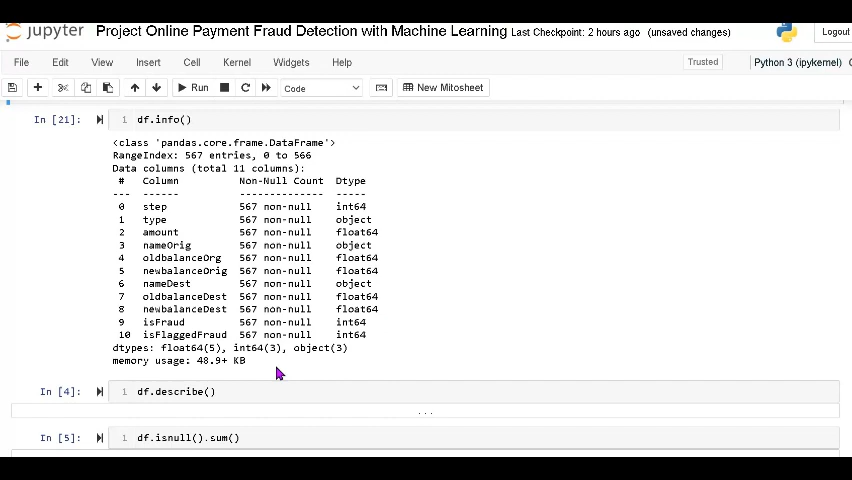 jupyter Project Online Payment Fraud Detection with Machine Learning Last Checkpoint: 2 hours ago (unsaved changes) Logout
File Edit View Insert Cell Kernel Widgets Help Trusted Python 3 (ipykernel)
Run Code New Mitosheet
In [21]: 1 df.info()
<class 'pandas.core.frame.DataFrame'>
RangeIndex: 567 entries, 0 to 566
Data columns (total 11 columns):
# Column Non-Null Count Dtype
--- ------ -------------- -----
0 step 567 non-null int64
1 type 567 non-null object
2 amount 567 non-null float64
3 nameOrig 567 non-null object
4 oldbalanceOrg 567 non-null float64
5 newbalanceOrig 567 non-null float64
6 nameDest 567 non-null object
7 oldbalanceDest 567 non-null float64
8 newbalanceDest 567 non-null float64
9 isFraud 567 non-null int64
10 isFlaggedFraud 567 non-null int64
dtypes: float64(5), int64(3), object(3)
memory usage: 48.9+ KB
In [4]: 1 df.describe()
...
In [5]: 1 df.isnull().sum()